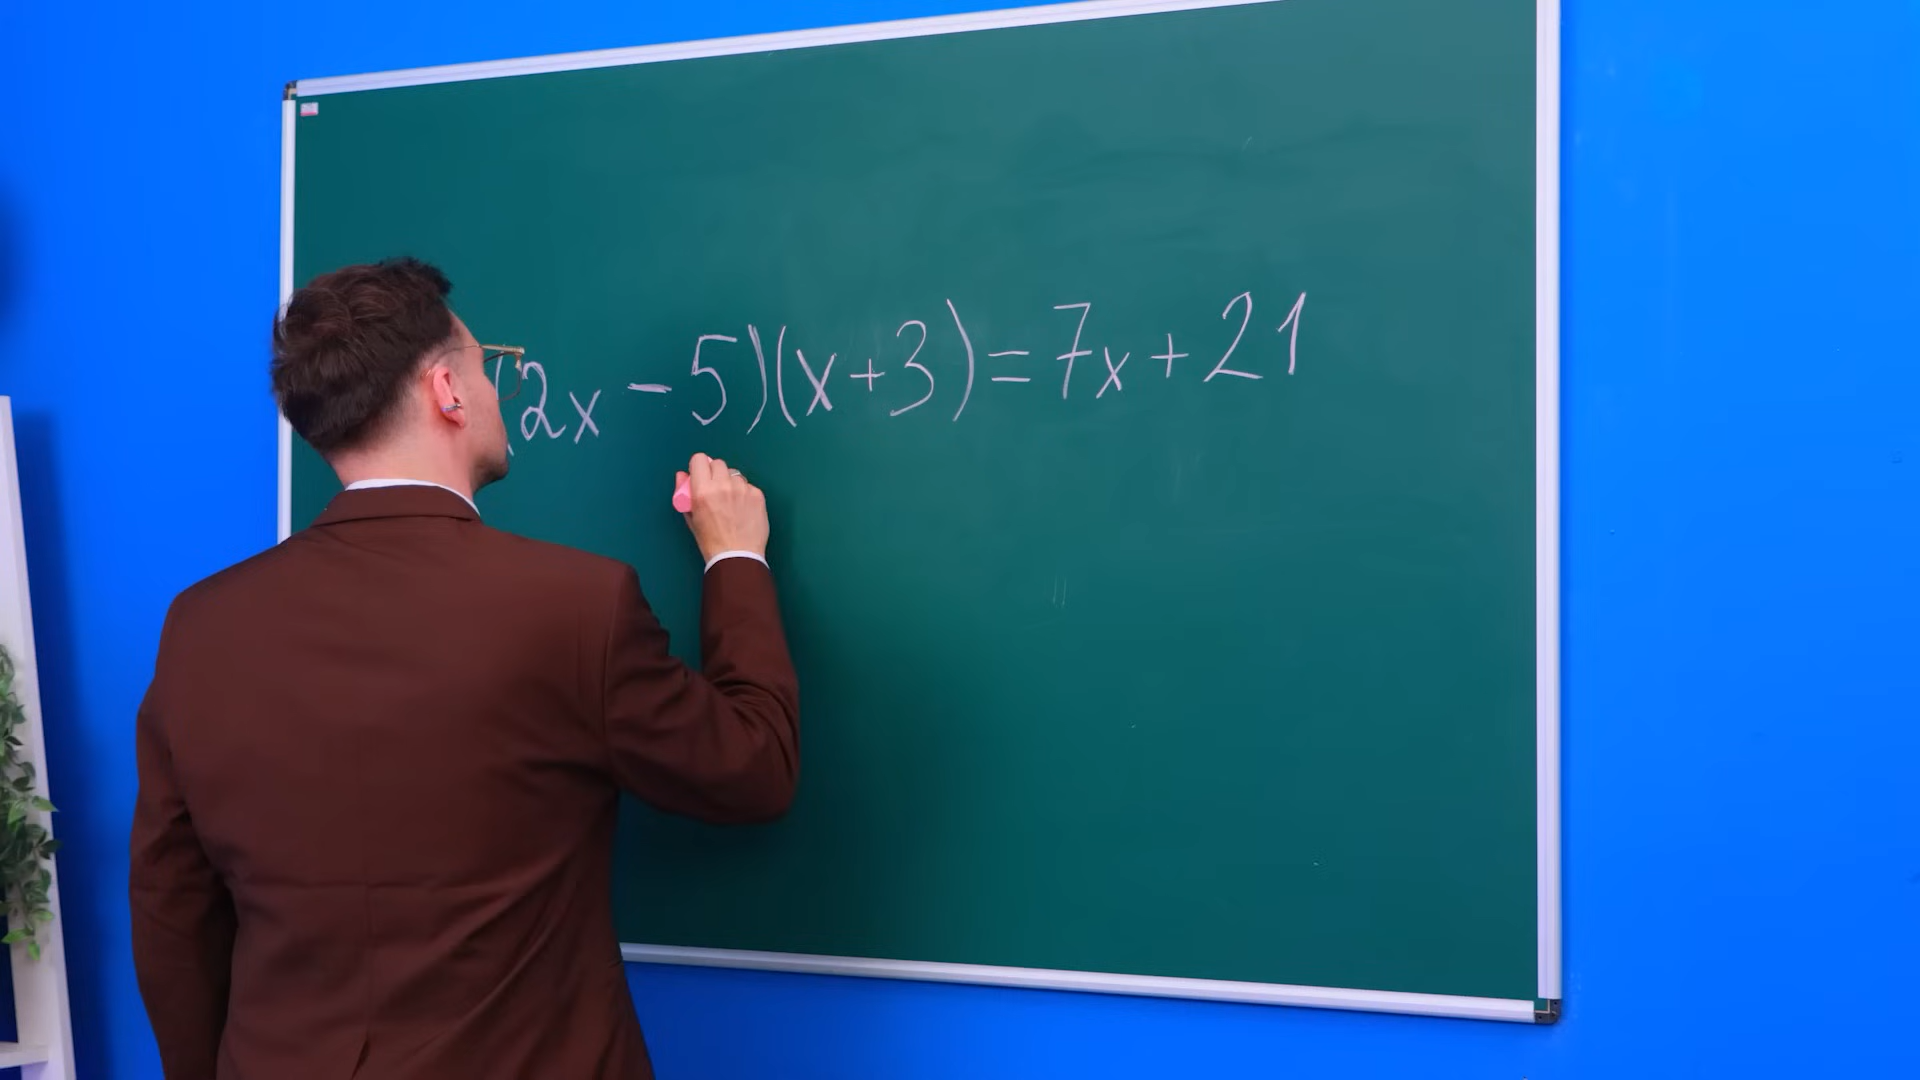 (2x - 5)(x+3) = 7x + 21